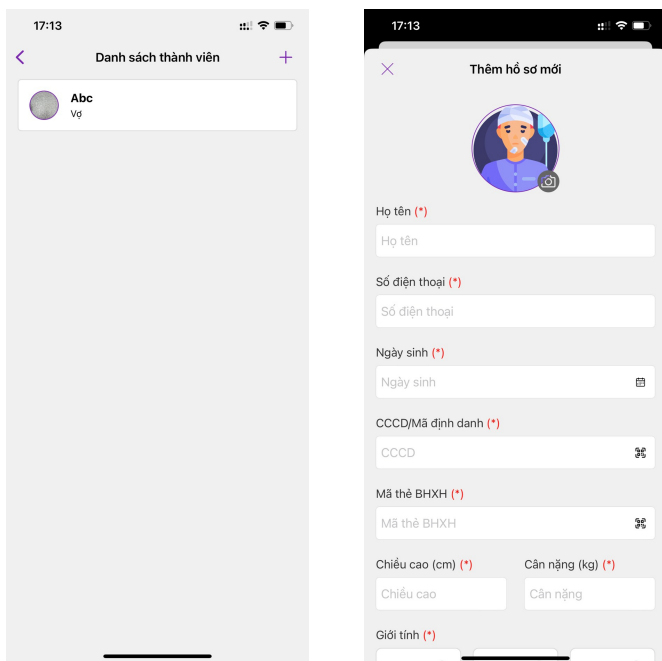 17:13
Danh sách thành viên
Abc
Vợ
17:13
Thêm hồ sơ mới
Họ tên (*)
Họ tên
Số điện thoại (*)
Số điện thoại
Ngày sinh (*)
Ngày sinh
CCCD/Mã định danh (*)
CCCD
Mã thẻ BHXH (*)
Mã thẻ BHXH
Chiều cao (cm) (*) Cân nặng (kg) (*)
Chiều cao Cân nặng
Giới tính (*)